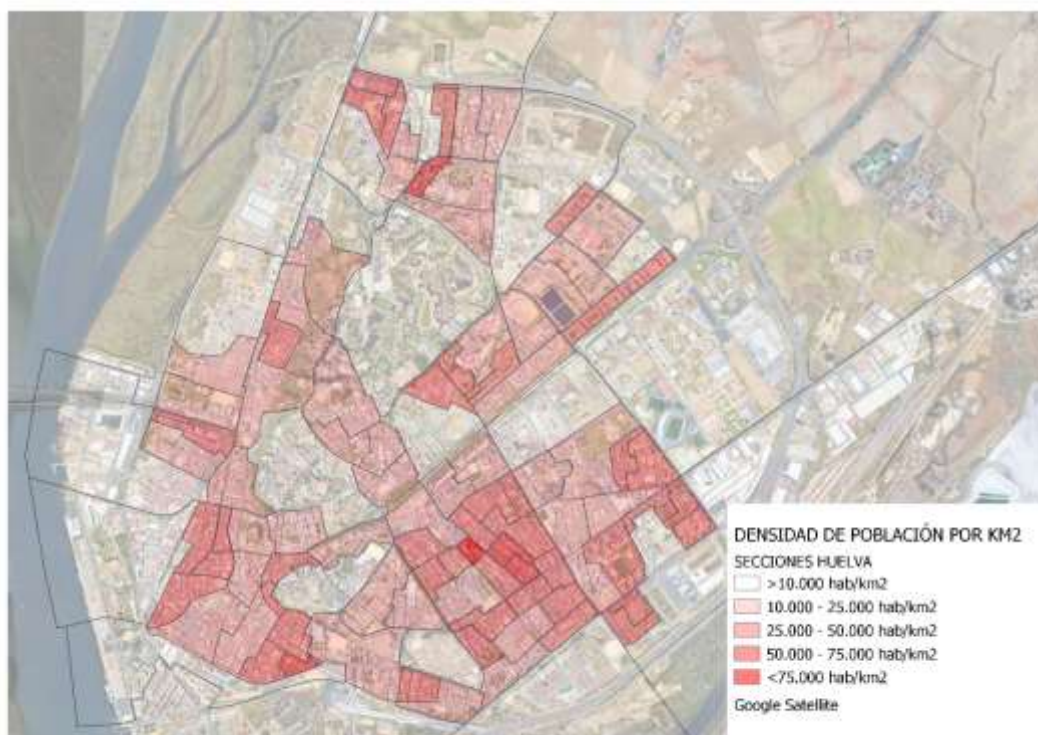 DENSIDAD DE POBLACIÓN POR KM2
SECCIONES HUELVA
>10.000 hab/km2
10.000 - 25.000 hab/km2
25.000 - 50.000 hab/km2
50.000 - 75.000 hab/km2
<75.000 hab/km2
Google Satellite